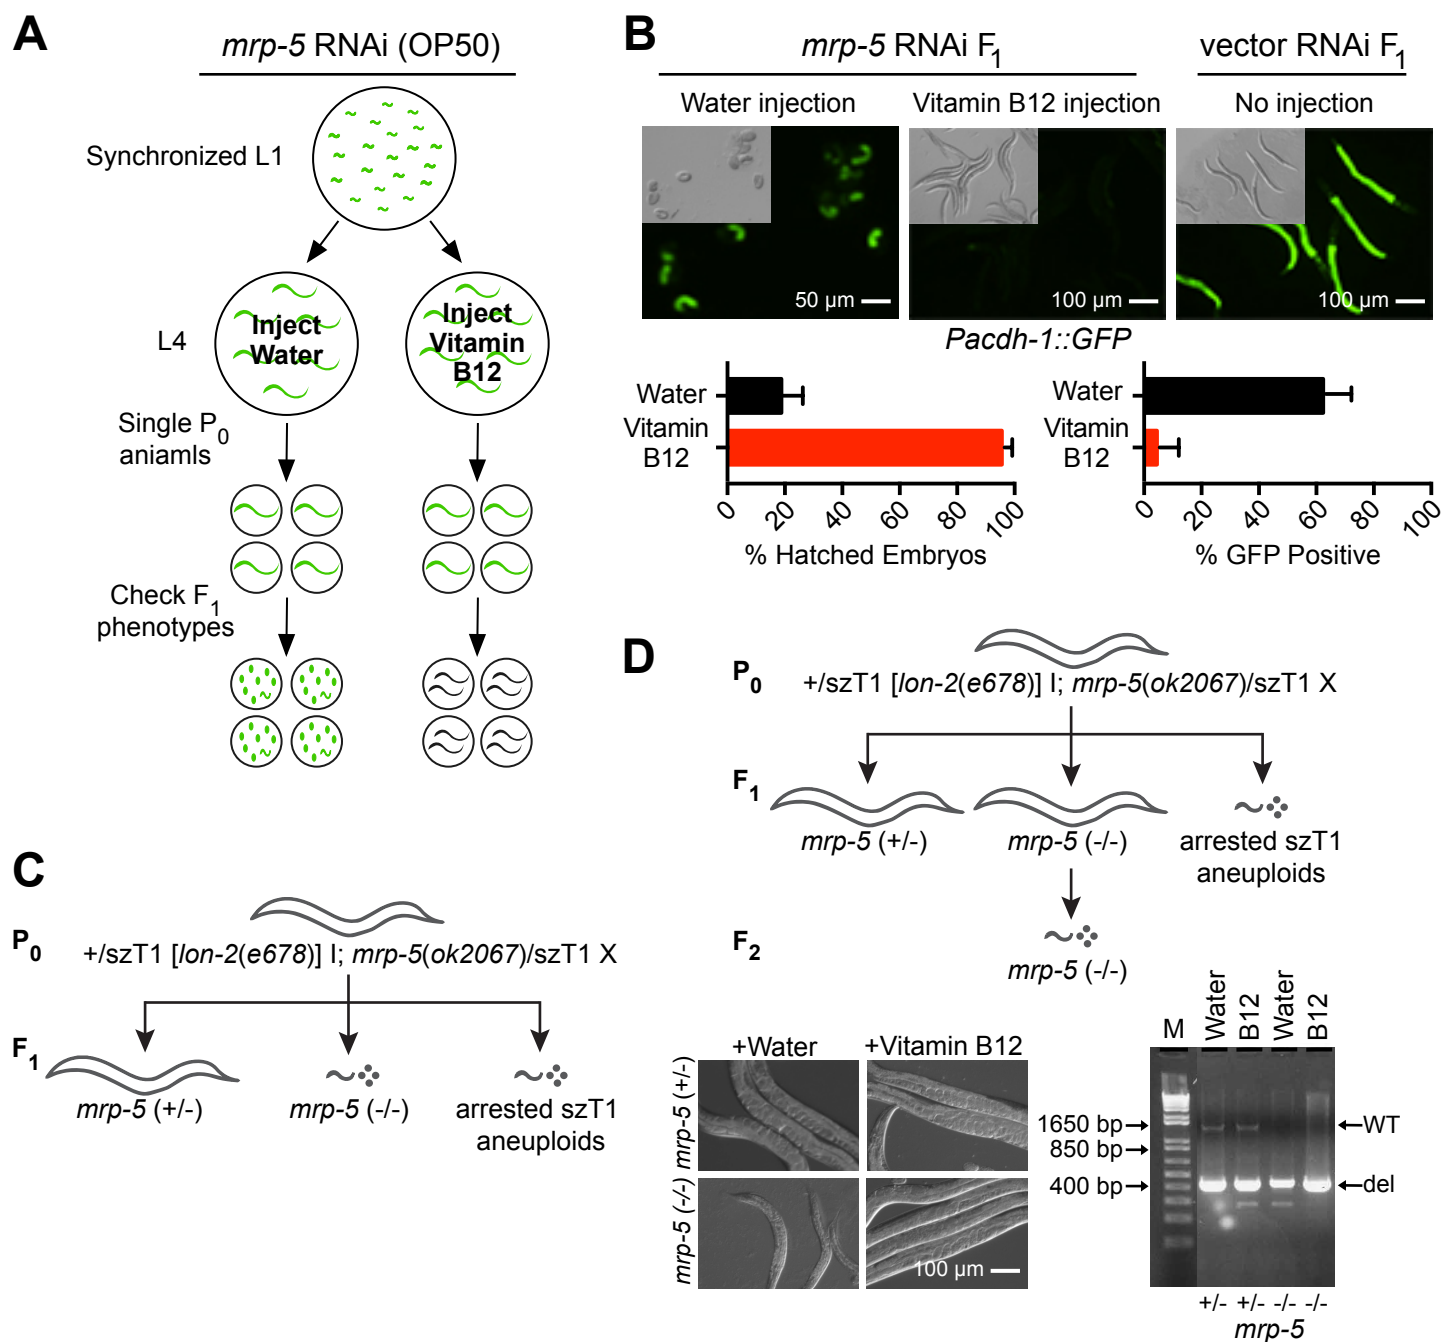 A
mrp-5 RNAi (OP50)
Synchronized L1
L4
Inject
Water
Inject
Vitamin
B12
Single P0
aniamls
Check F1
phenotypes
B
mrp-5 RNAi F1
vector RNAi F1
Water injection
Vitamin B12 injection
No injection
50 µm
100 µm
100 µm
Pacdh-1::GFP
Water
Vitamin
B12
0
20
40
60
80
100
% Hatched Embryos
Water
Vitamin
B12
0
20
40
60
80
100
% GFP Positive
C
P0
+/szT1 [lon-2(e678)] I; mrp-5(ok2067)/szT1 X
F1
mrp-5 (+/-)
mrp-5 (-/-)
arrested szT1
aneuploids
D
P0
+/szT1 [lon-2(e678)] I; mrp-5(ok2067)/szT1 X
F1
mrp-5 (+/-)
mrp-5 (-/-)
arrested szT1
aneuploids
F2
mrp-5 (-/-)
+Water
+Vitamin B12
mrp-5 (+/-)
mrp-5 (-/-)
100 µm
M
Water
B12
Water
B12
1650 bp
850 bp
400 bp
WT
del
+/- +/- -/- -/-
mrp-5